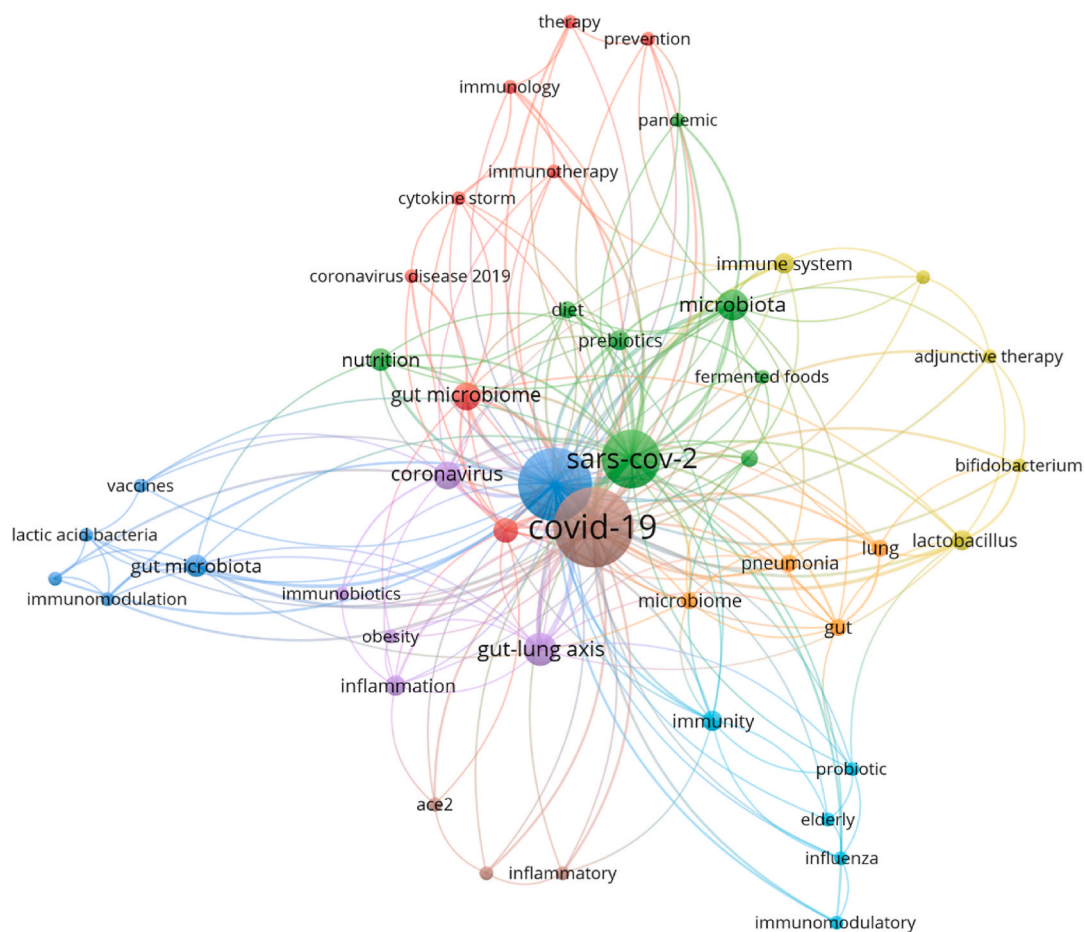 therapy
prevention
immunology
pandemic
immunotherapy
cytokine storm
immune system
coronavirus disease 2019
microbiota
diet
prebiotics
nutrition
adjunctive therapy
fermented foods
gut microbiome
sars-cov-2
bifidobacterium
coronavirus
vaccines
covid-19
lactic acid bacteria
lactobacillus
lung
pneumonia
gut microbiota
immunomodulation
immunobiotics
microbiome
gut
obesity
gut-lung axis
inflammation
immunity
probiotic
ace2
elderly
influenza
inflammatory
immunomodulatory